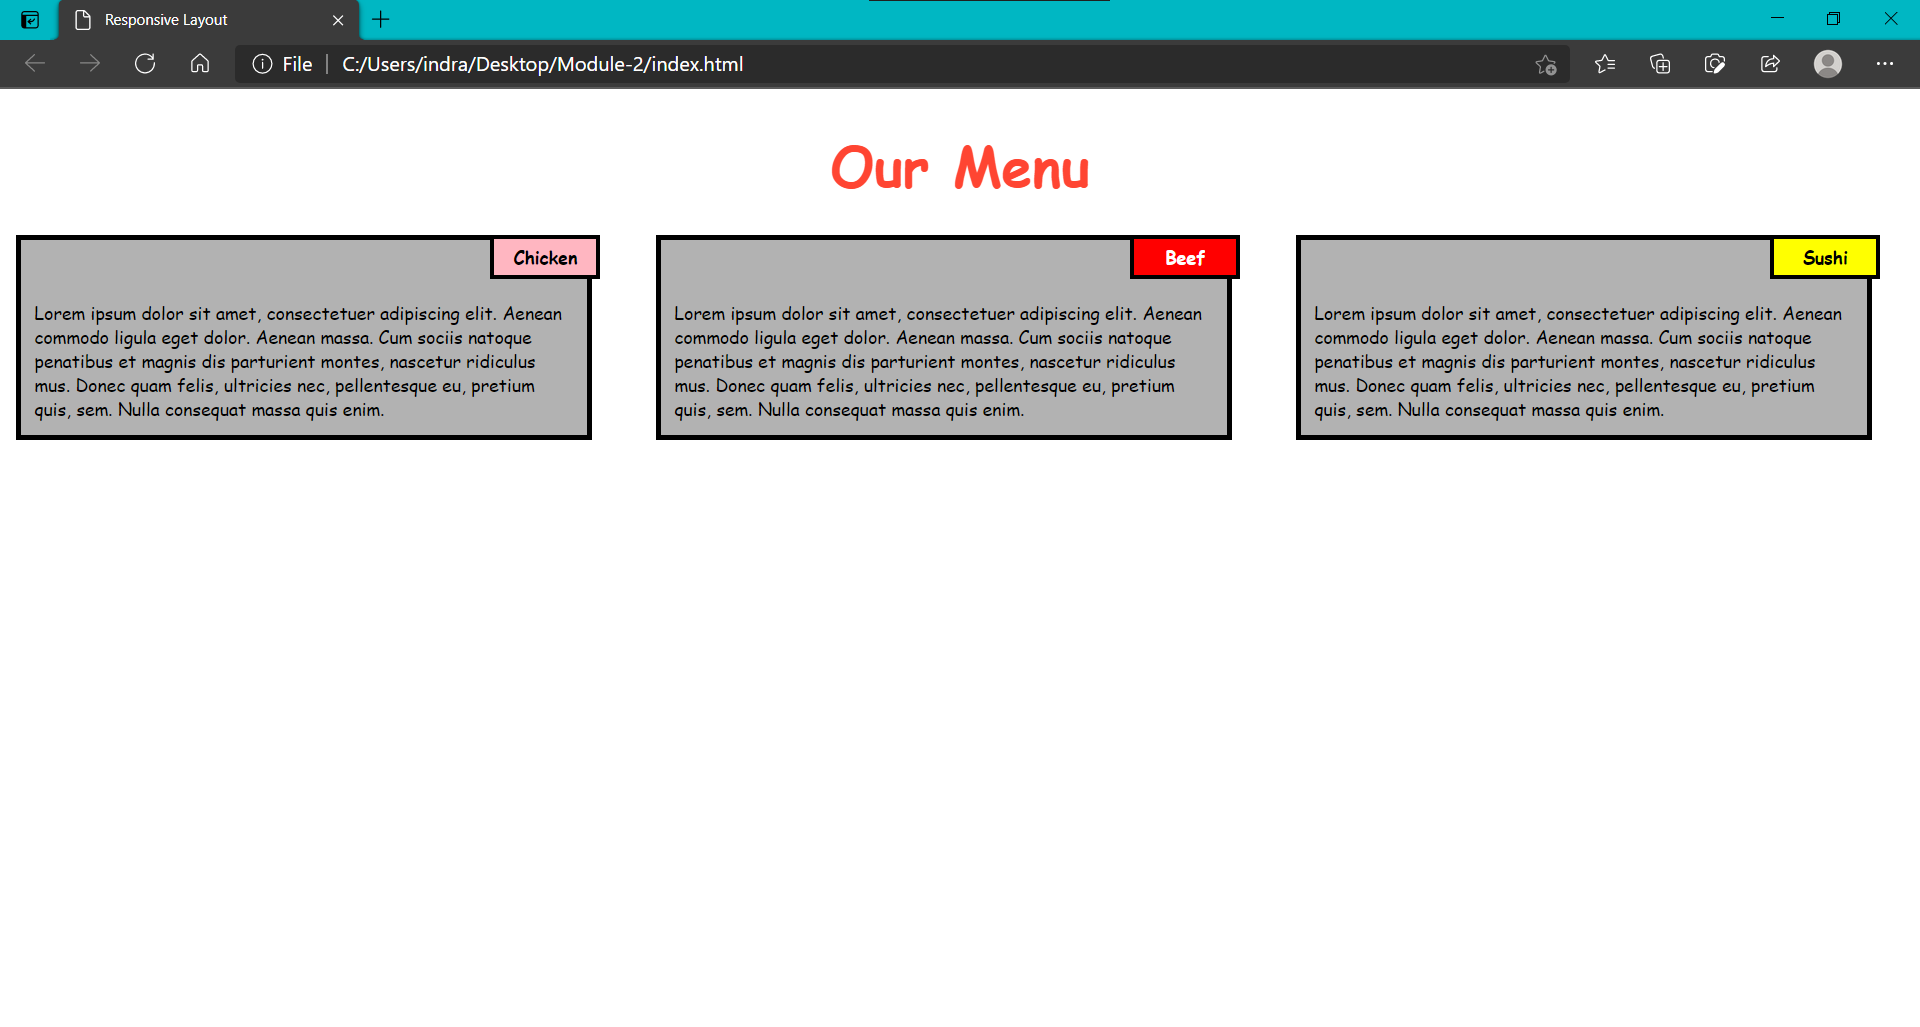 Responsive Layout
File | C:/Users/indra/Desktop/Module-2/index.html
Our Menu
Chicken
Lorem ipsum dolor sit amet, consectetuer adipiscing elit. Aenean
commodo ligula eget dolor. Aenean massa. Cum sociis natoque
penatibus et magnis dis parturient montes, nascetur ridiculus
mus. Donec quam felis, ultricies nec, pellentesque eu, pretium
quis, sem. Nulla consequat massa quis enim.
Beef
Lorem ipsum dolor sit amet, consectetuer adipiscing elit. Aenean
commodo ligula eget dolor. Aenean massa. Cum sociis natoque
penatibus et magnis dis parturient montes, nascetur ridiculus
mus. Donec quam felis, ultricies nec, pellentesque eu, pretium
quis, sem. Nulla consequat massa quis enim.
Sushi
Lorem ipsum dolor sit amet, consectetuer adipiscing elit. Aenean
commodo ligula eget dolor. Aenean massa. Cum sociis natoque
penatibus et magnis dis parturient montes, nascetur ridiculus
mus. Donec quam felis, ultricies nec, pellentesque eu, pretium
quis, sem. Nulla consequat massa quis enim.